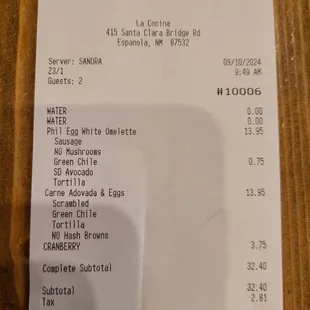 La Cocina
415 Santa Clara Bridge Rd
Espanola, NM 87532
Server: SANDRA 09/10/2024
23/1 9:49 AM
Guests: 2
#10006
WATER 0.00
WATER 0.00
Phil Egg White Omelette 13.95
Sausage
NO Mushrooms
Green Chile 0.75
SD Avocado
Tortilla
Carne Adovada & Eggs 13.95
Scrambled
Green Chile
Tortilla
NO Hash Browns
CRANBERRY 3.75
Complete Subtotal 32.40
Subtotal 32.40
Tax 2.81